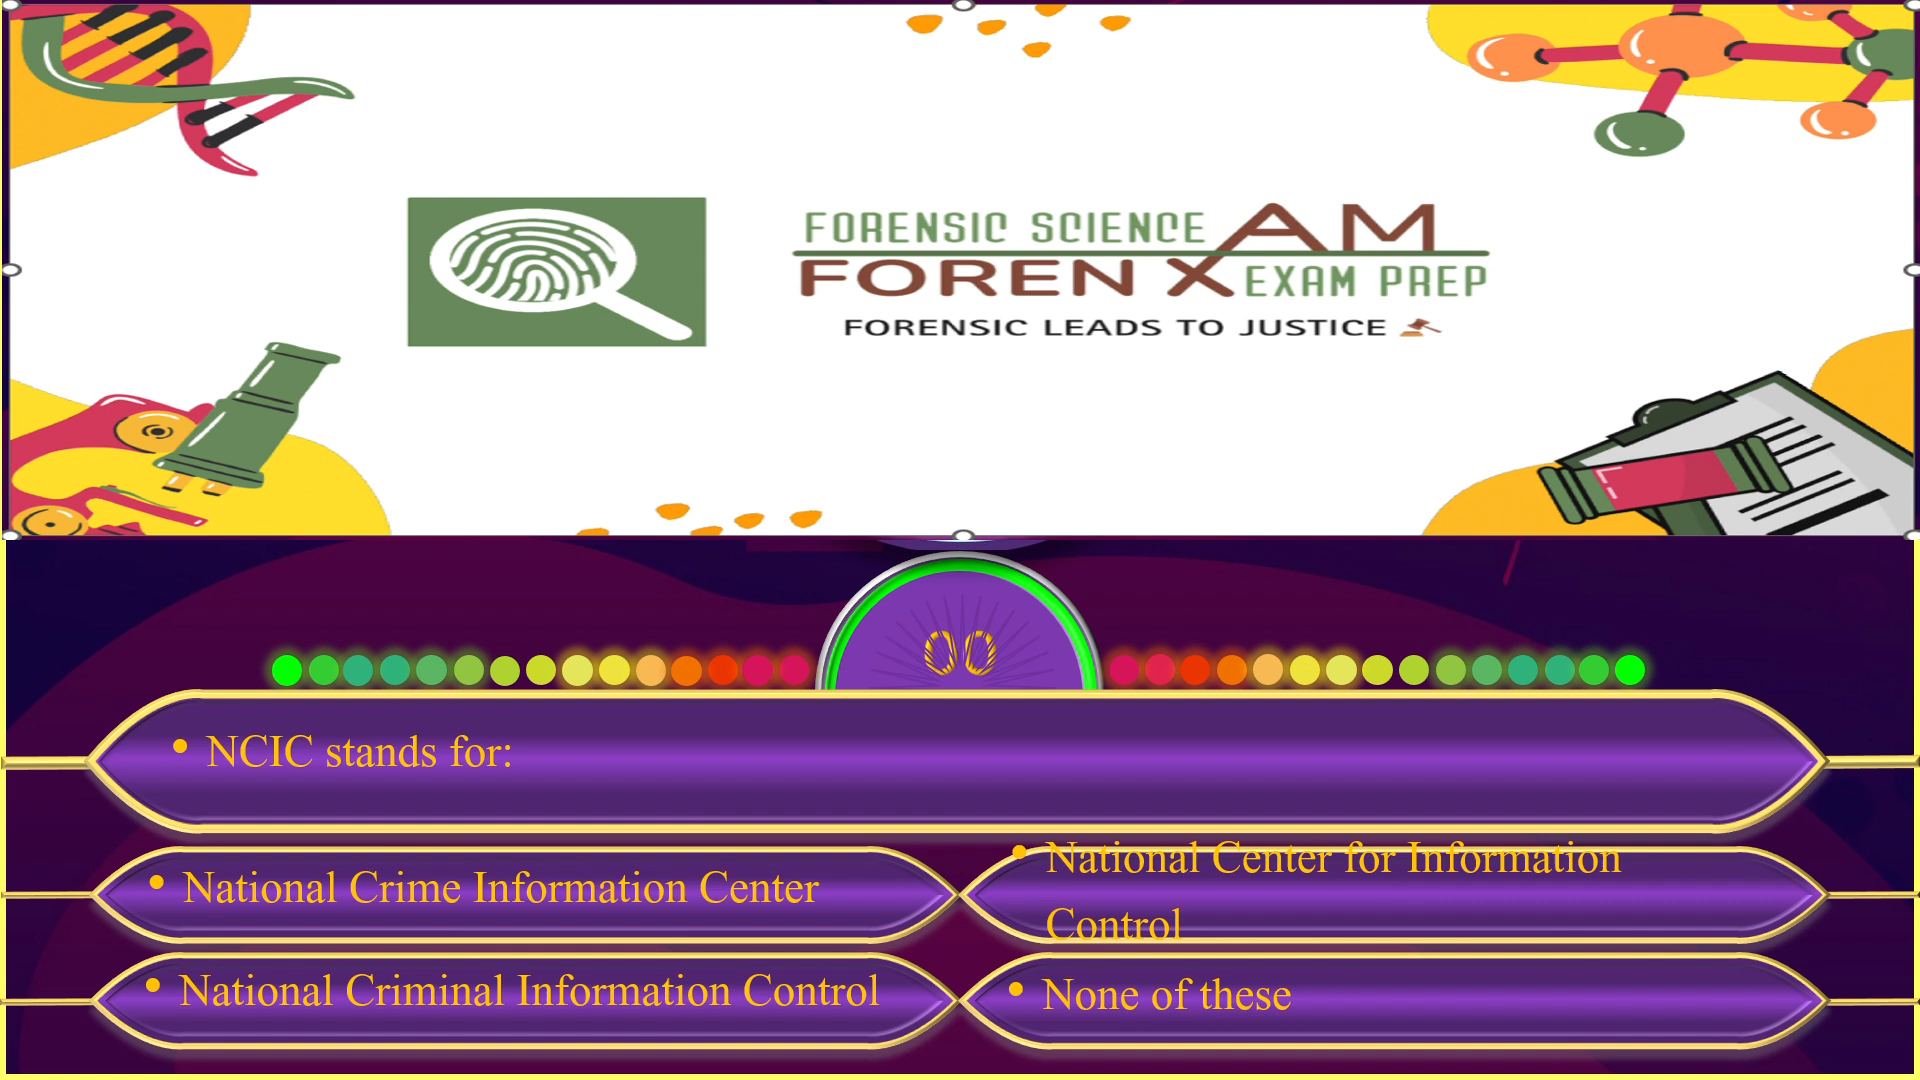 FORENSIC SCIENCE AM
FOREN X EXAM PREP
FORENSIC LEADS TO JUSTICE
00
• NCIC stands for:
• National Crime Information Center
• National Center for Information
Control
• National Criminal Information Control
• None of these